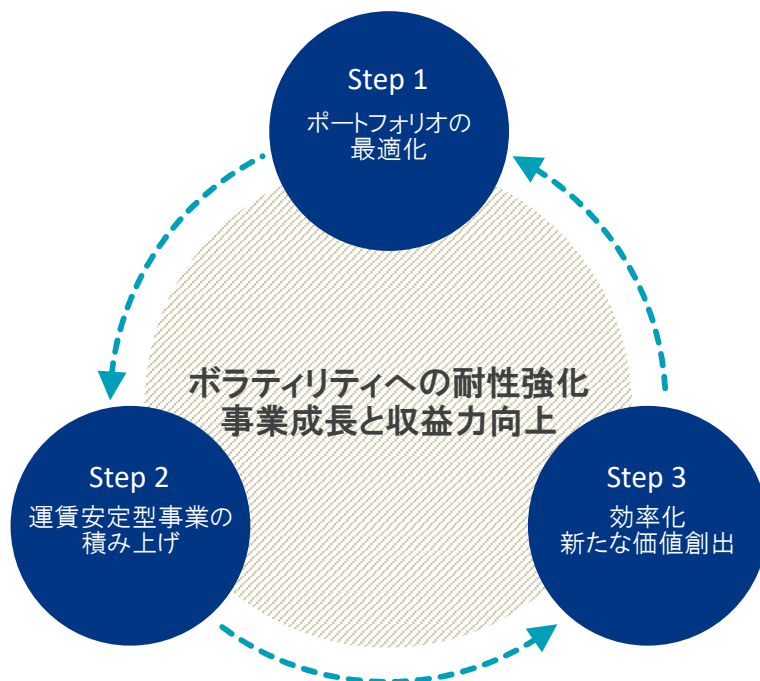 Step 1
ポートフォリオの
最適化
ボラティリティへの耐性強化
事業成長と収益力向上
Step 2
運賃安定型事業の
積み上げ
Step 3
効率化
新たな価値創出